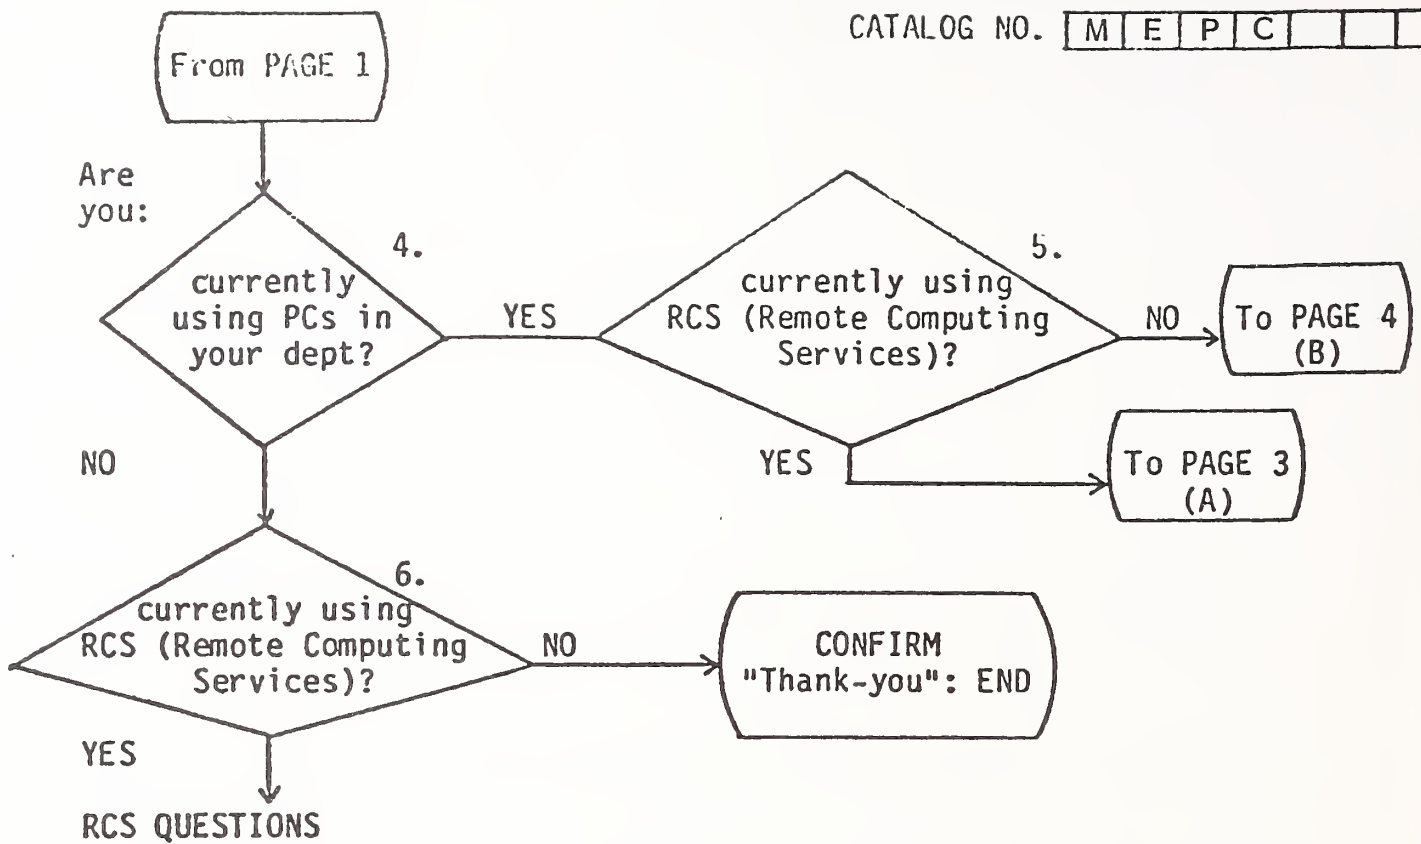 CATALOG NO. M E P C
From PAGE 1
Are
you:
4.
currently
using PCs in
your dept?
YES
5.
currently using
RCS (Remote Computing
Services)?
NO
To PAGE 4
(B)
YES
To PAGE 3
(A)
NO
6.
currently using
RCS (Remote Computing
Services)?
NO
CONFIRM
"Thank-you": END
YES
RCS QUESTIONS